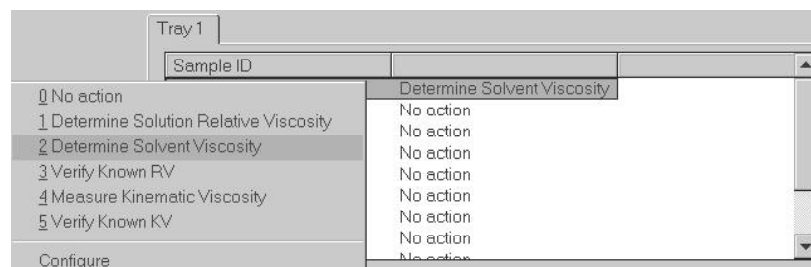 Tray 1
Sample ID
0 No action
1 Determine Solution Relative Viscosity
2 Determine Solvent Viscosity
3 Verify Known RV
4 Measure Kinematic Viscosity
5 Verify Known KV
Configure
Determine Solvent Viscosity
No action
No action
No action
No action
No action
No action
No action
No action